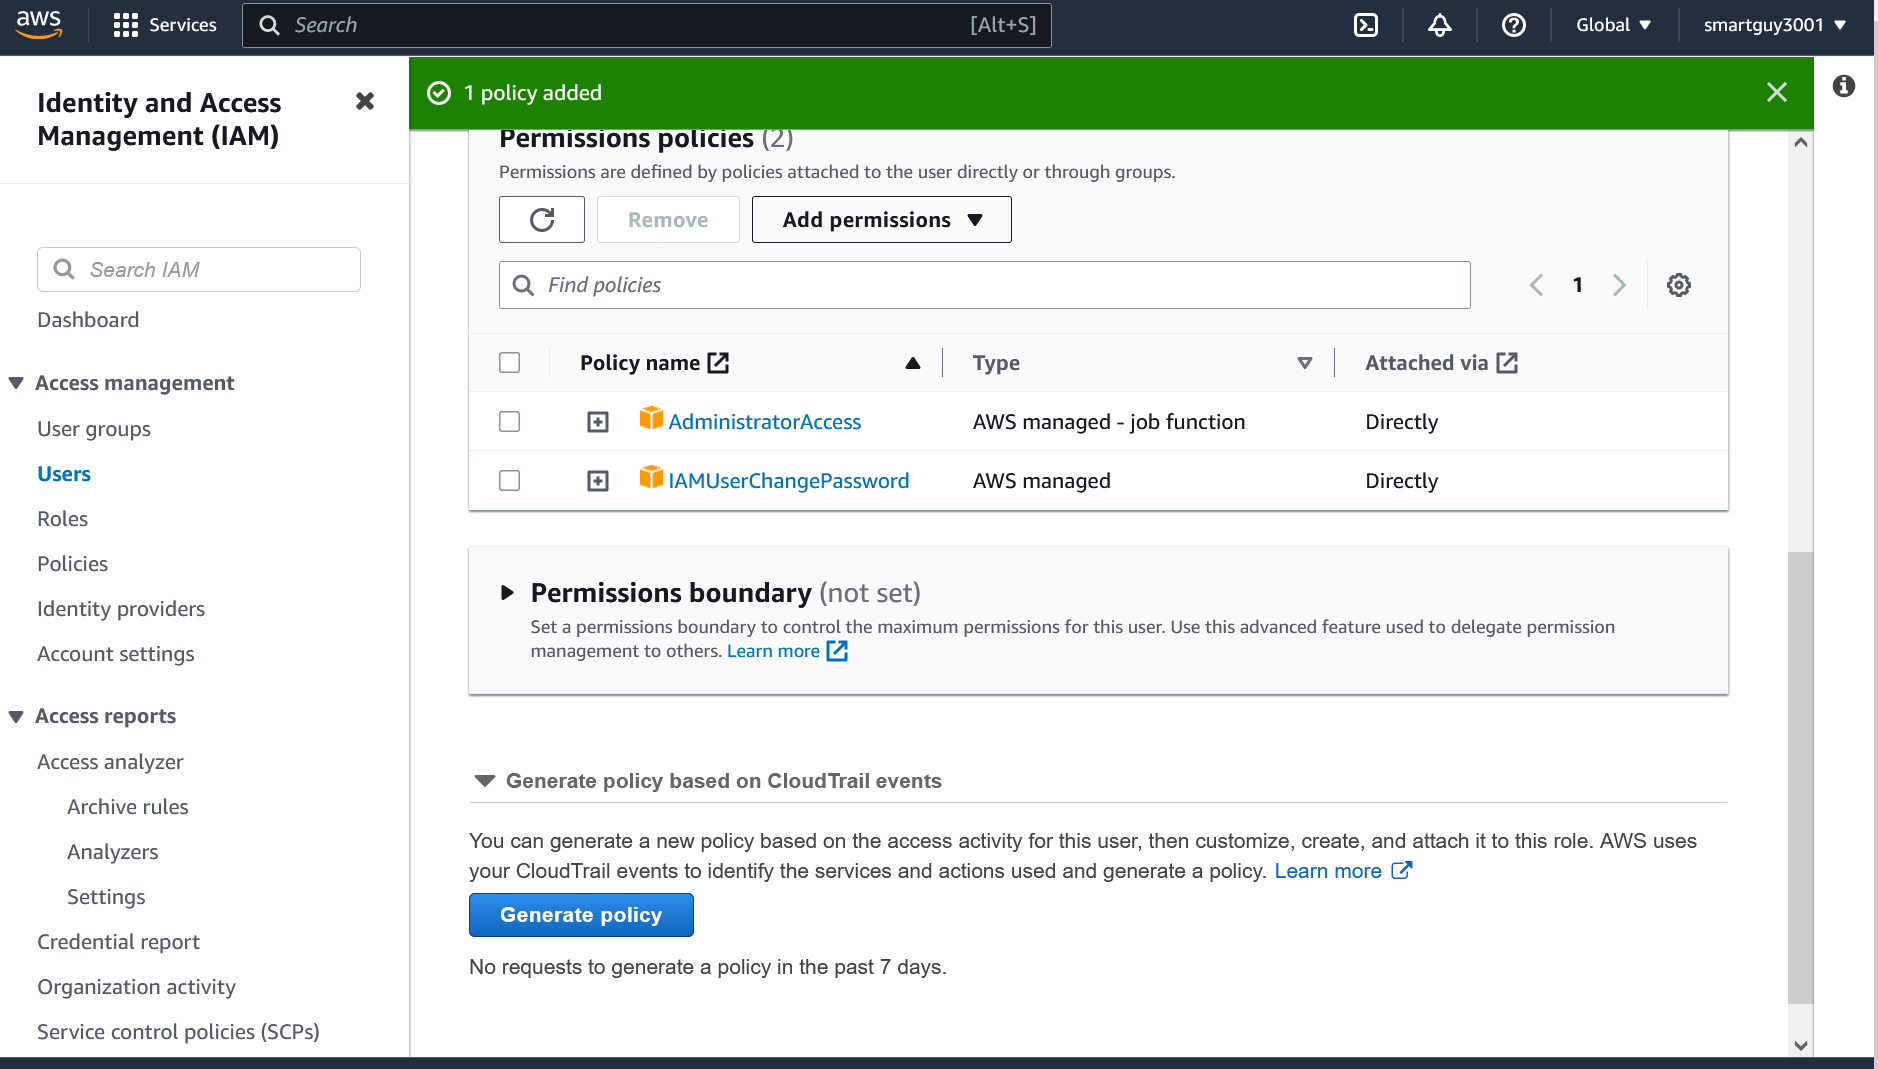 aws
Services
Search
[Alt+S]
Global
smartguy3001
Identity and Access
Management (IAM)
Search IAM
Dashboard
Access management
User groups
Users
Roles
Policies
Identity providers
Account settings
Access reports
Access analyzer
Archive rules
Analyzers
Settings
Credential report
Organization activity
Service control policies (SCPs)
1 policy added
Permissions policies (2)
Permissions are defined by policies attached to the user directly or through groups.
Remove
Add permissions
Find policies
1
Policy name
Type
Attached via
AdministratorAccess
AWS managed - job function
Directly
IAMUserChangePassword
AWS managed
Directly
Permissions boundary (not set)
Set a permissions boundary to control the maximum permissions for this user. Use this advanced feature used to delegate permission
management to others. Learn more
Generate policy based on CloudTrail events
You can generate a new policy based on the access activity for this user, then customize, create, and attach it to this role. AWS uses
your CloudTrail events to identify the services and actions used and generate a policy. Learn more
Generate policy
No requests to generate a policy in the past 7 days.